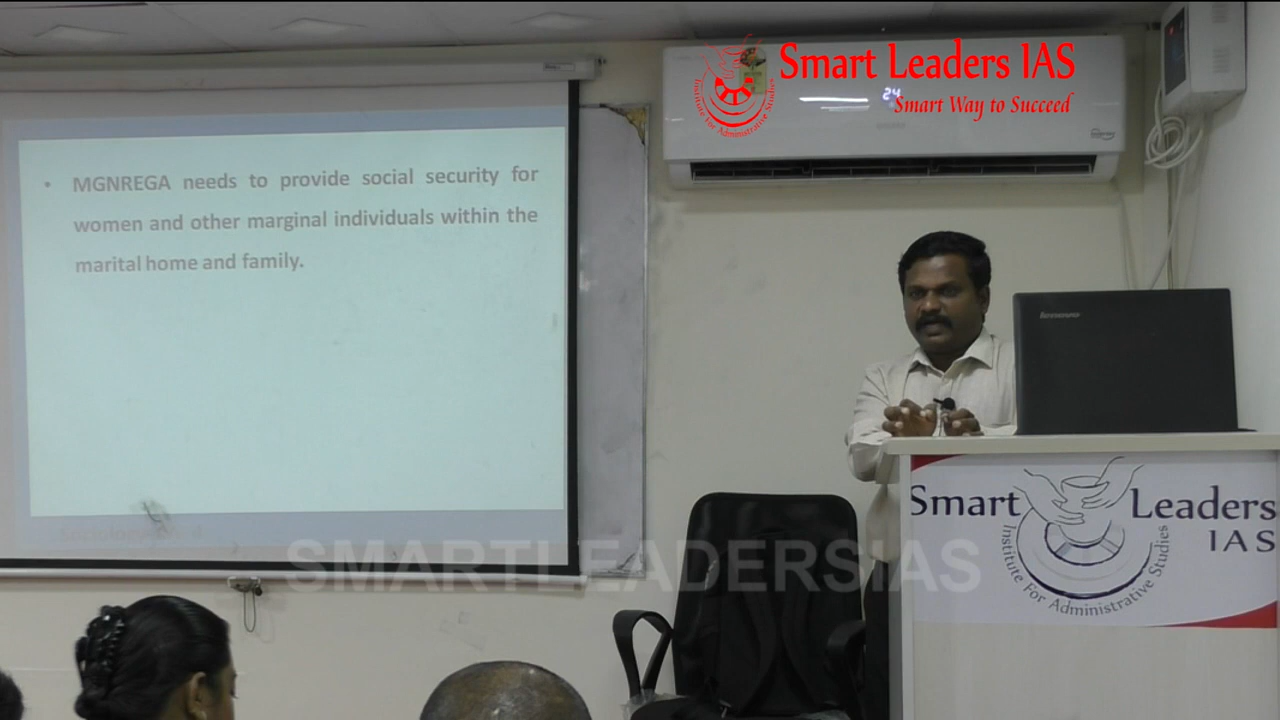 Smart Leaders IAS
Smart Way to Succeed
Institute For Administrative Studies
24
• MGNREGA needs to provide social security for
women and other marginal individuals within the
marital home and family.
lenovo
Smart Leaders
IAS
Institute For Administrative Studies
SMARTLEADERSIAS